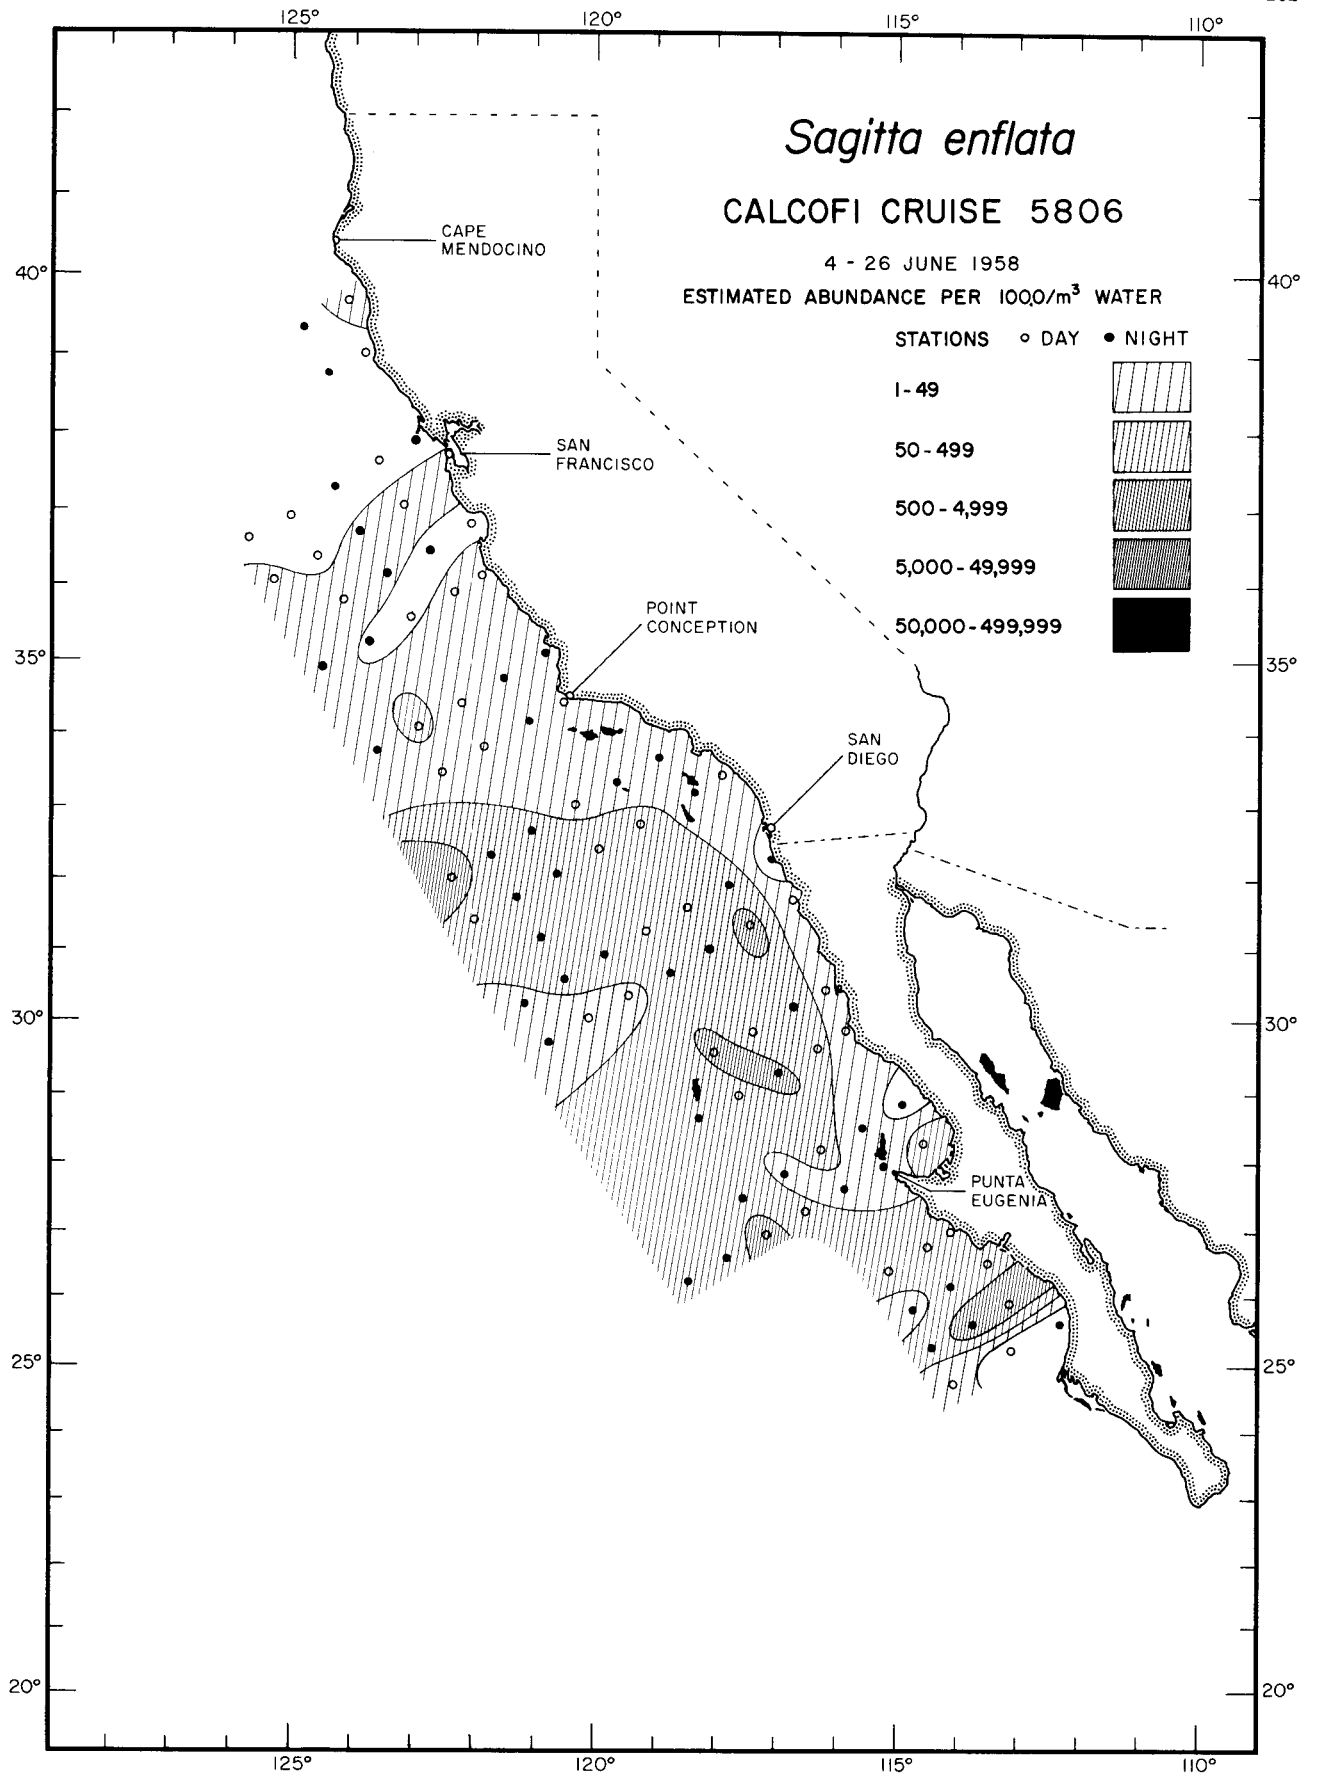 125°
120°
115°
110°
Sagitta enflata
CALCOFI CRUISE 5806
4 - 26 JUNE 1958
ESTIMATED ABUNDANCE PER 1000/m³ WATER
STATIONS ○ DAY ● NIGHT
1-49
50-499
500-4,999
5,000-49,999
50,000-499,999
CAPE
MENDOCINO
40°
40°
SAN
FRANCISCO
POINT
CONCEPTION
35°
35°
SAN
DIEGO
30°
30°
PUNTA
EUGENIA
25°
25°
20°
20°
125°
120°
115°
110°